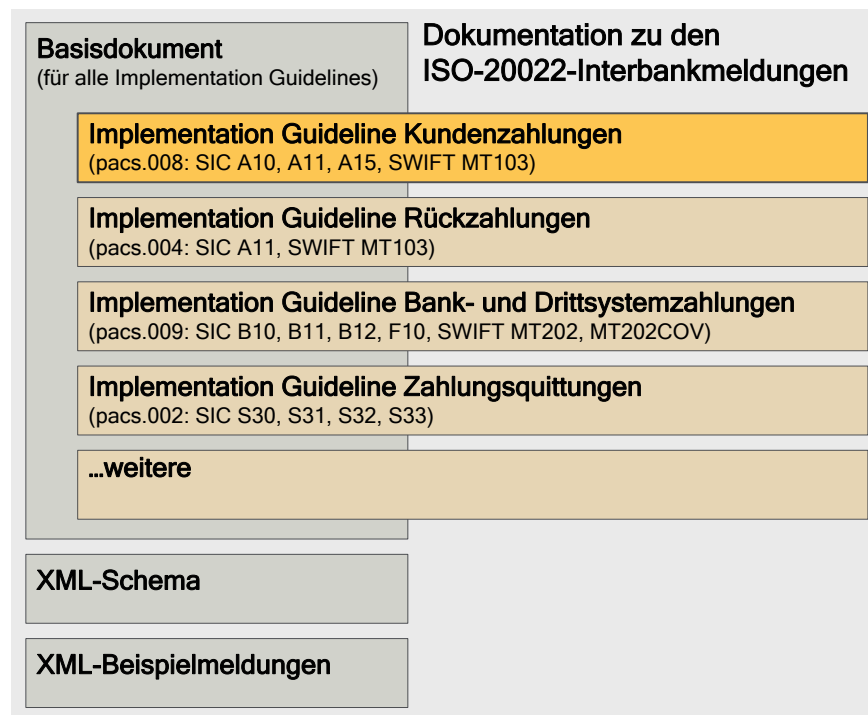 Basisdokument
(für alle Implementation Guidelines)
Dokumentation zu den
ISO-20022-Interbankmeldungen
Implementation Guideline Kundenzahlungen
(pacs.008: SIC A10, A11, A15, SWIFT MT103)
Implementation Guideline Rückzahlungen
(pacs.004: SIC A11, SWIFT MT103)
Implementation Guideline Bank- und Drittsystemzahlungen
(pacs.009: SIC B10, B11, B12, F10, SWIFT MT202, MT202COV)
Implementation Guideline Zahlungsquittungen
(pacs.002: SIC S30, S31, S32, S33)
...weitere
XML-Schema
XML-Beispielmeldungen